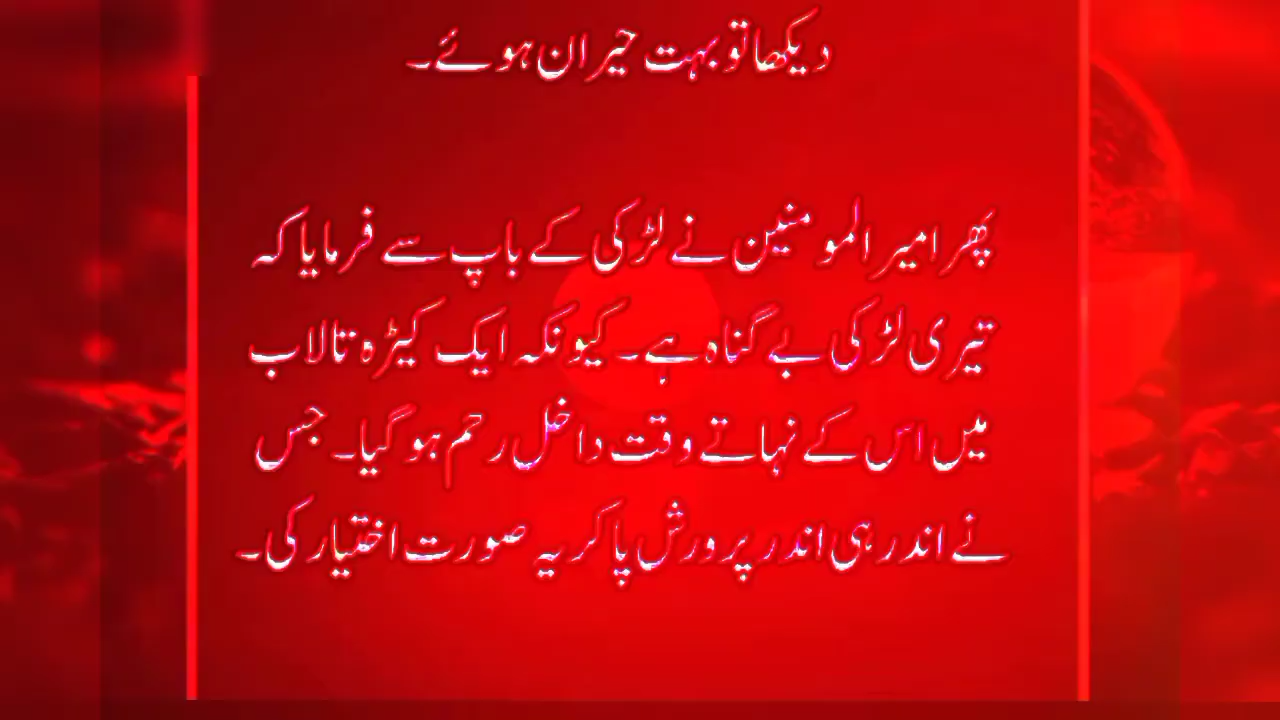 دیکھا تو بہت حیران ہوئے۔
پھر امیر المومنین نے لڑکی کے باپ سے فرمایا کہ
تیری لڑکی بے گناہ ہے۔ کیونکہ ایک کیڑہ تالاب
میں اس کے نہاتے وقت داخل رحم ہو گیا۔ جس
نے اندر ہی اندر پرورش پا کر یہ صورت اختیار کی۔